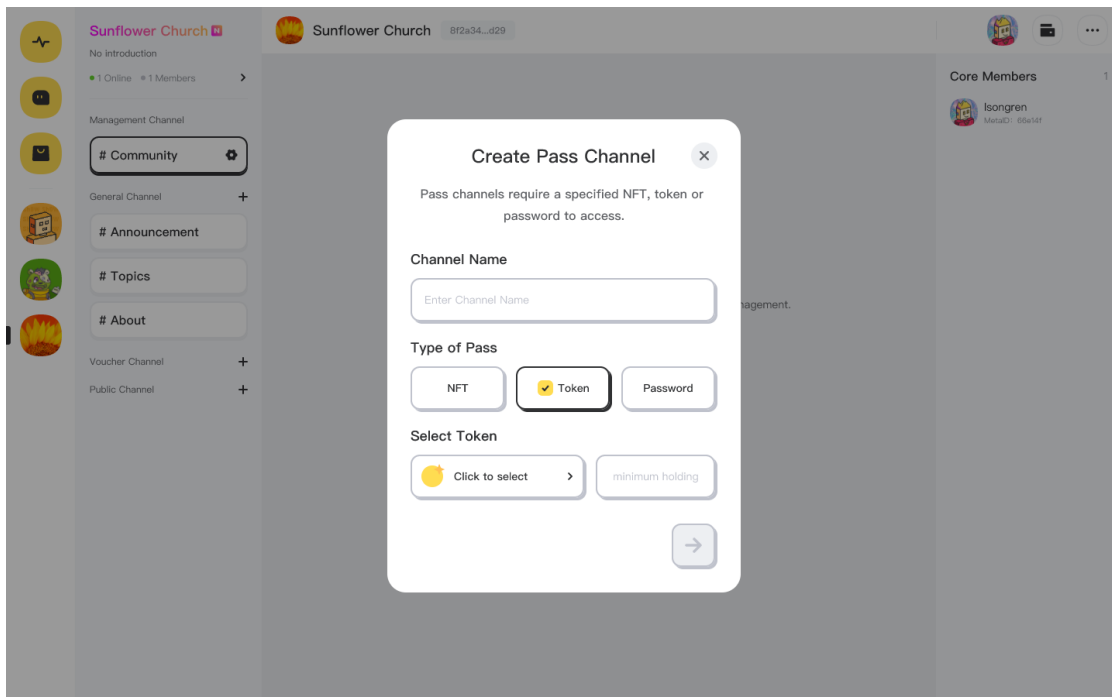 Sunflower Church
No introduction
1 Online 1 Members
Management Channel
# Community
General Channel
# Announcement
# Topics
# About
Voucher Channel
Public Channel
Sunflower Church 8f2a34...d29
Create Pass Channel
Pass channels require a specified NFT, token or
password to access.
Channel Name
Enter Channel Name
Type of Pass
NFT
Token
Password
Select Token
Click to select
minimum holding
nagement.
Core Members 1
lsongren
MetaID: 66e14f